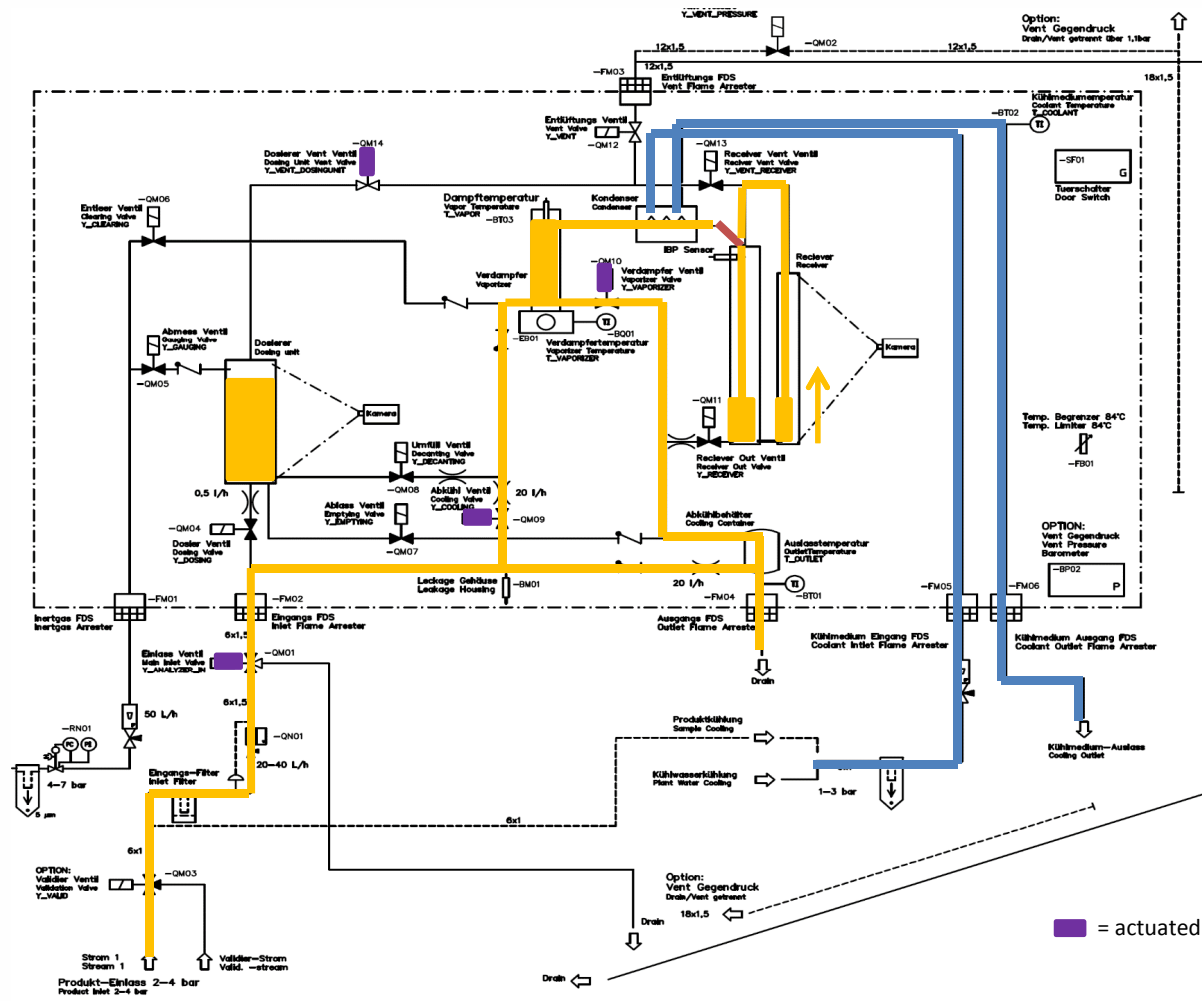 Y_VENT_PRESSURE
-QM02
12x1,5
12x1,5
12x1,5
Option:
Vent Gegendruck
Drain/Vent getrennt über 1,1bar
18x1,5
-FM03
Entlüftungs FDS
Vent Flame Arrester
Kühlmediumemperatur
Coolant Temperature
T_COOLANT
-BT02
TI
Entlüftungs Ventil
Vent Valve
Y_VENT
-QM12
-QM14
Dosierer Vent Ventil
Dosing Unit Vent Valve
Y_VENT_DOSINGUNIT
-QM13
Receiver Vent Ventil
Reciver Vent Valve
Y_VENT_RECEIVER
-SF01
G
Tuerschalter
Door Switch
-QM06
Entleer Ventil
Clearing Valve
Y_CLEARING
Dampftemperatur
Vapor Temperature
T_VAPOR
-BT03
Kondenser
Condenser
IBP Sensor
-QM10
Verdampfer Ventil
Vaporizer Valve
Y_VAPORIZER
Verdampfer
Vaporizer
Reciever
Receiver
-EB01
TI
-BQ01
Verdampfertemperatur
Vaporizer Temperature
T_VAPORIZER
Abmess Ventil
Gauging Valve
Y_GAUGING
-QM05
Dosierer
Dosing unit
Kamera
Kamera
-QM11
Reciever Out Ventil
Receiver Out Valve
Y_RECEIVER
Temp. Begrenzer 84°C
Temp. Limiter 84°C
-FB01
Umfüll Ventil
Decanting Valve
Y_DECANTING
-QM08
0,5 l/h
Abkühl Ventil
Cooling Valve
Y_COOLING
20 l/h
-QM09
Ablass Ventil
Emptying Valve
Y_EMPTYING
-QM07
-QM04
Dosier Ventil
Dosing Valve
Y_DOSING
Abkühlbehälter
Cooling Container
Auslasstemperatur
OutletTemperature
T_OUTLET
OPTION:
Vent Gegendruck
Vent Pressure
Barometer
-BP02
P
Leckage Gehäuse
Leakage Housing
-BM01
20 l/h
TI
-BT01
-FM01
Inertgas FDS
Inertgas Arrester
-FM02
Eingangs FDS
Inlet Flame Arrester
-FM04
Ausgangs FDS
Outlet Flame Arrester
-FM05
Kühlmedium Eingang FDS
Coolant Intlet Flame Arrester
-FM06
Kühlmedium Ausgang FDS
Coolant Outlet Flame Arrester
6x1,5
Einlass Ventil
Main Inlet Valve
Y_ANALYZER_IN
-QM01
6x1,5
Drain
50 L/h
-RN01
4-7 bar
5 µm
-QN01
20-40 L/h
Eingangs-Filter
Inlet Filter
Produktkühlung
Sample Cooling
Kühlwasserkühlung
Plant Water Cooling
1-3 bar
Kühlmedium-Auslass
Cooling Outlet
6x1
6x1
OPTION:
Validier Ventil
Validation Valve
Y_VALID
-QM03
Option:
Vent Gegendruck
Drain/Vent getrennt
18x1,5
Drain
= actuated
Strom 1
Stream 1
Validier-Strom
Valid. -stream
Produkt-Einlass 2-4 bar
Product Inlet 2-4 bar
Drain